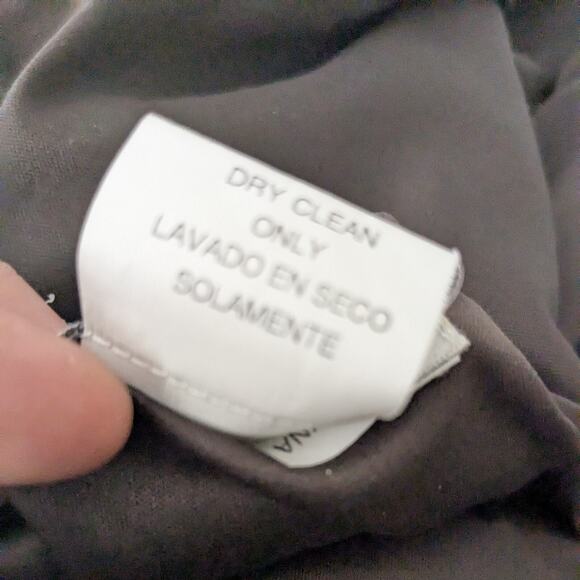 DRY CLEAN
ONLY
LAVADO EN SECO
SOLAMENTE